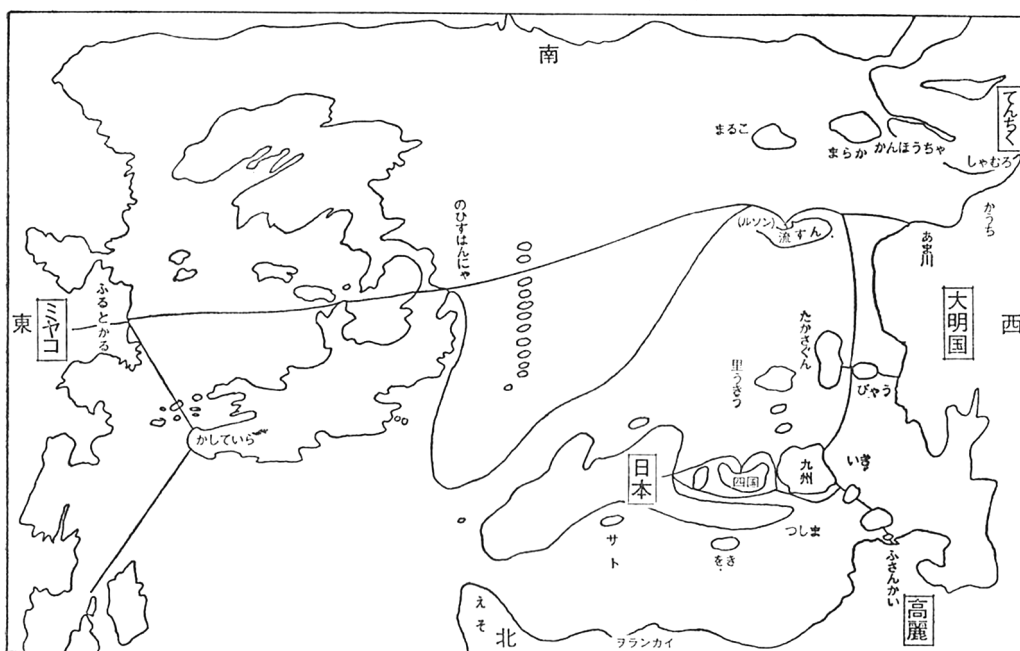 南
てんちく
まるこ
まらか
かんほうちゃ
しゃむろ
かうち
あま川
(ルソン)
流すん
のひすはんにゃ
ふるとかる
ミヤコ
東
大明国
西
たかさぐん
びゃう
里うきう
かしていら
日本
四国
九州
いき
つしま
サト
をき
ふさんかい
高麗
えそ
北
ヲランカイ